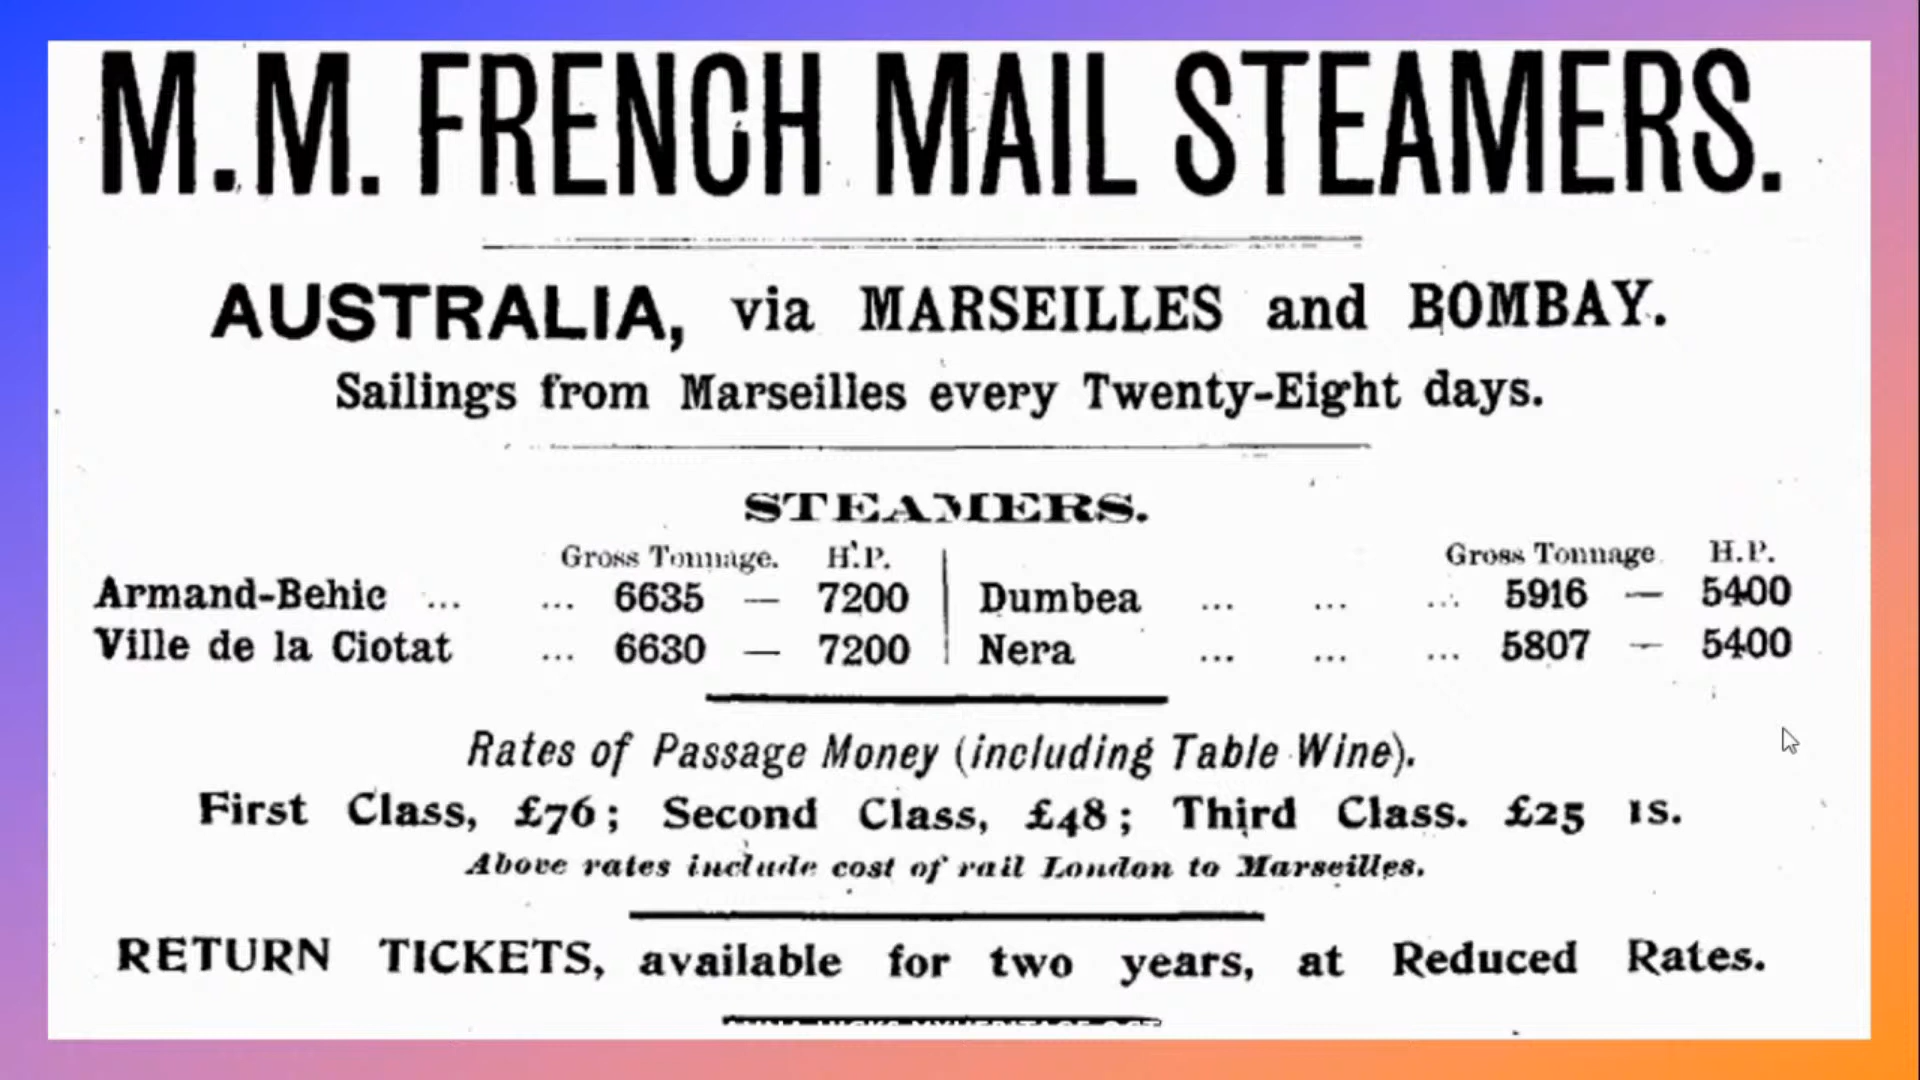 M.M. FRENCH MAIL STEAMERS.
AUSTRALIA, via MARSEILLES and BOMBAY.
Sailings from Marseilles every Twenty-Eight days.
STEAMERS.
Gross Tonnage. H.P. Gross Tonnage H.P.
Armand-Behic ... ... 6635 — 7200 Dumbea ... ... ... 5916 — 5400
Ville de la Ciotat ... 6630 — 7200 Nera ... ... ... 5807 — 5400
Rates of Passage Money (including Table Wine).
First Class, £76; Second Class, £48; Third Class. £25 1s.
Above rates include cost of rail London to Marseilles.
RETURN TICKETS, available for two years, at Reduced Rates.